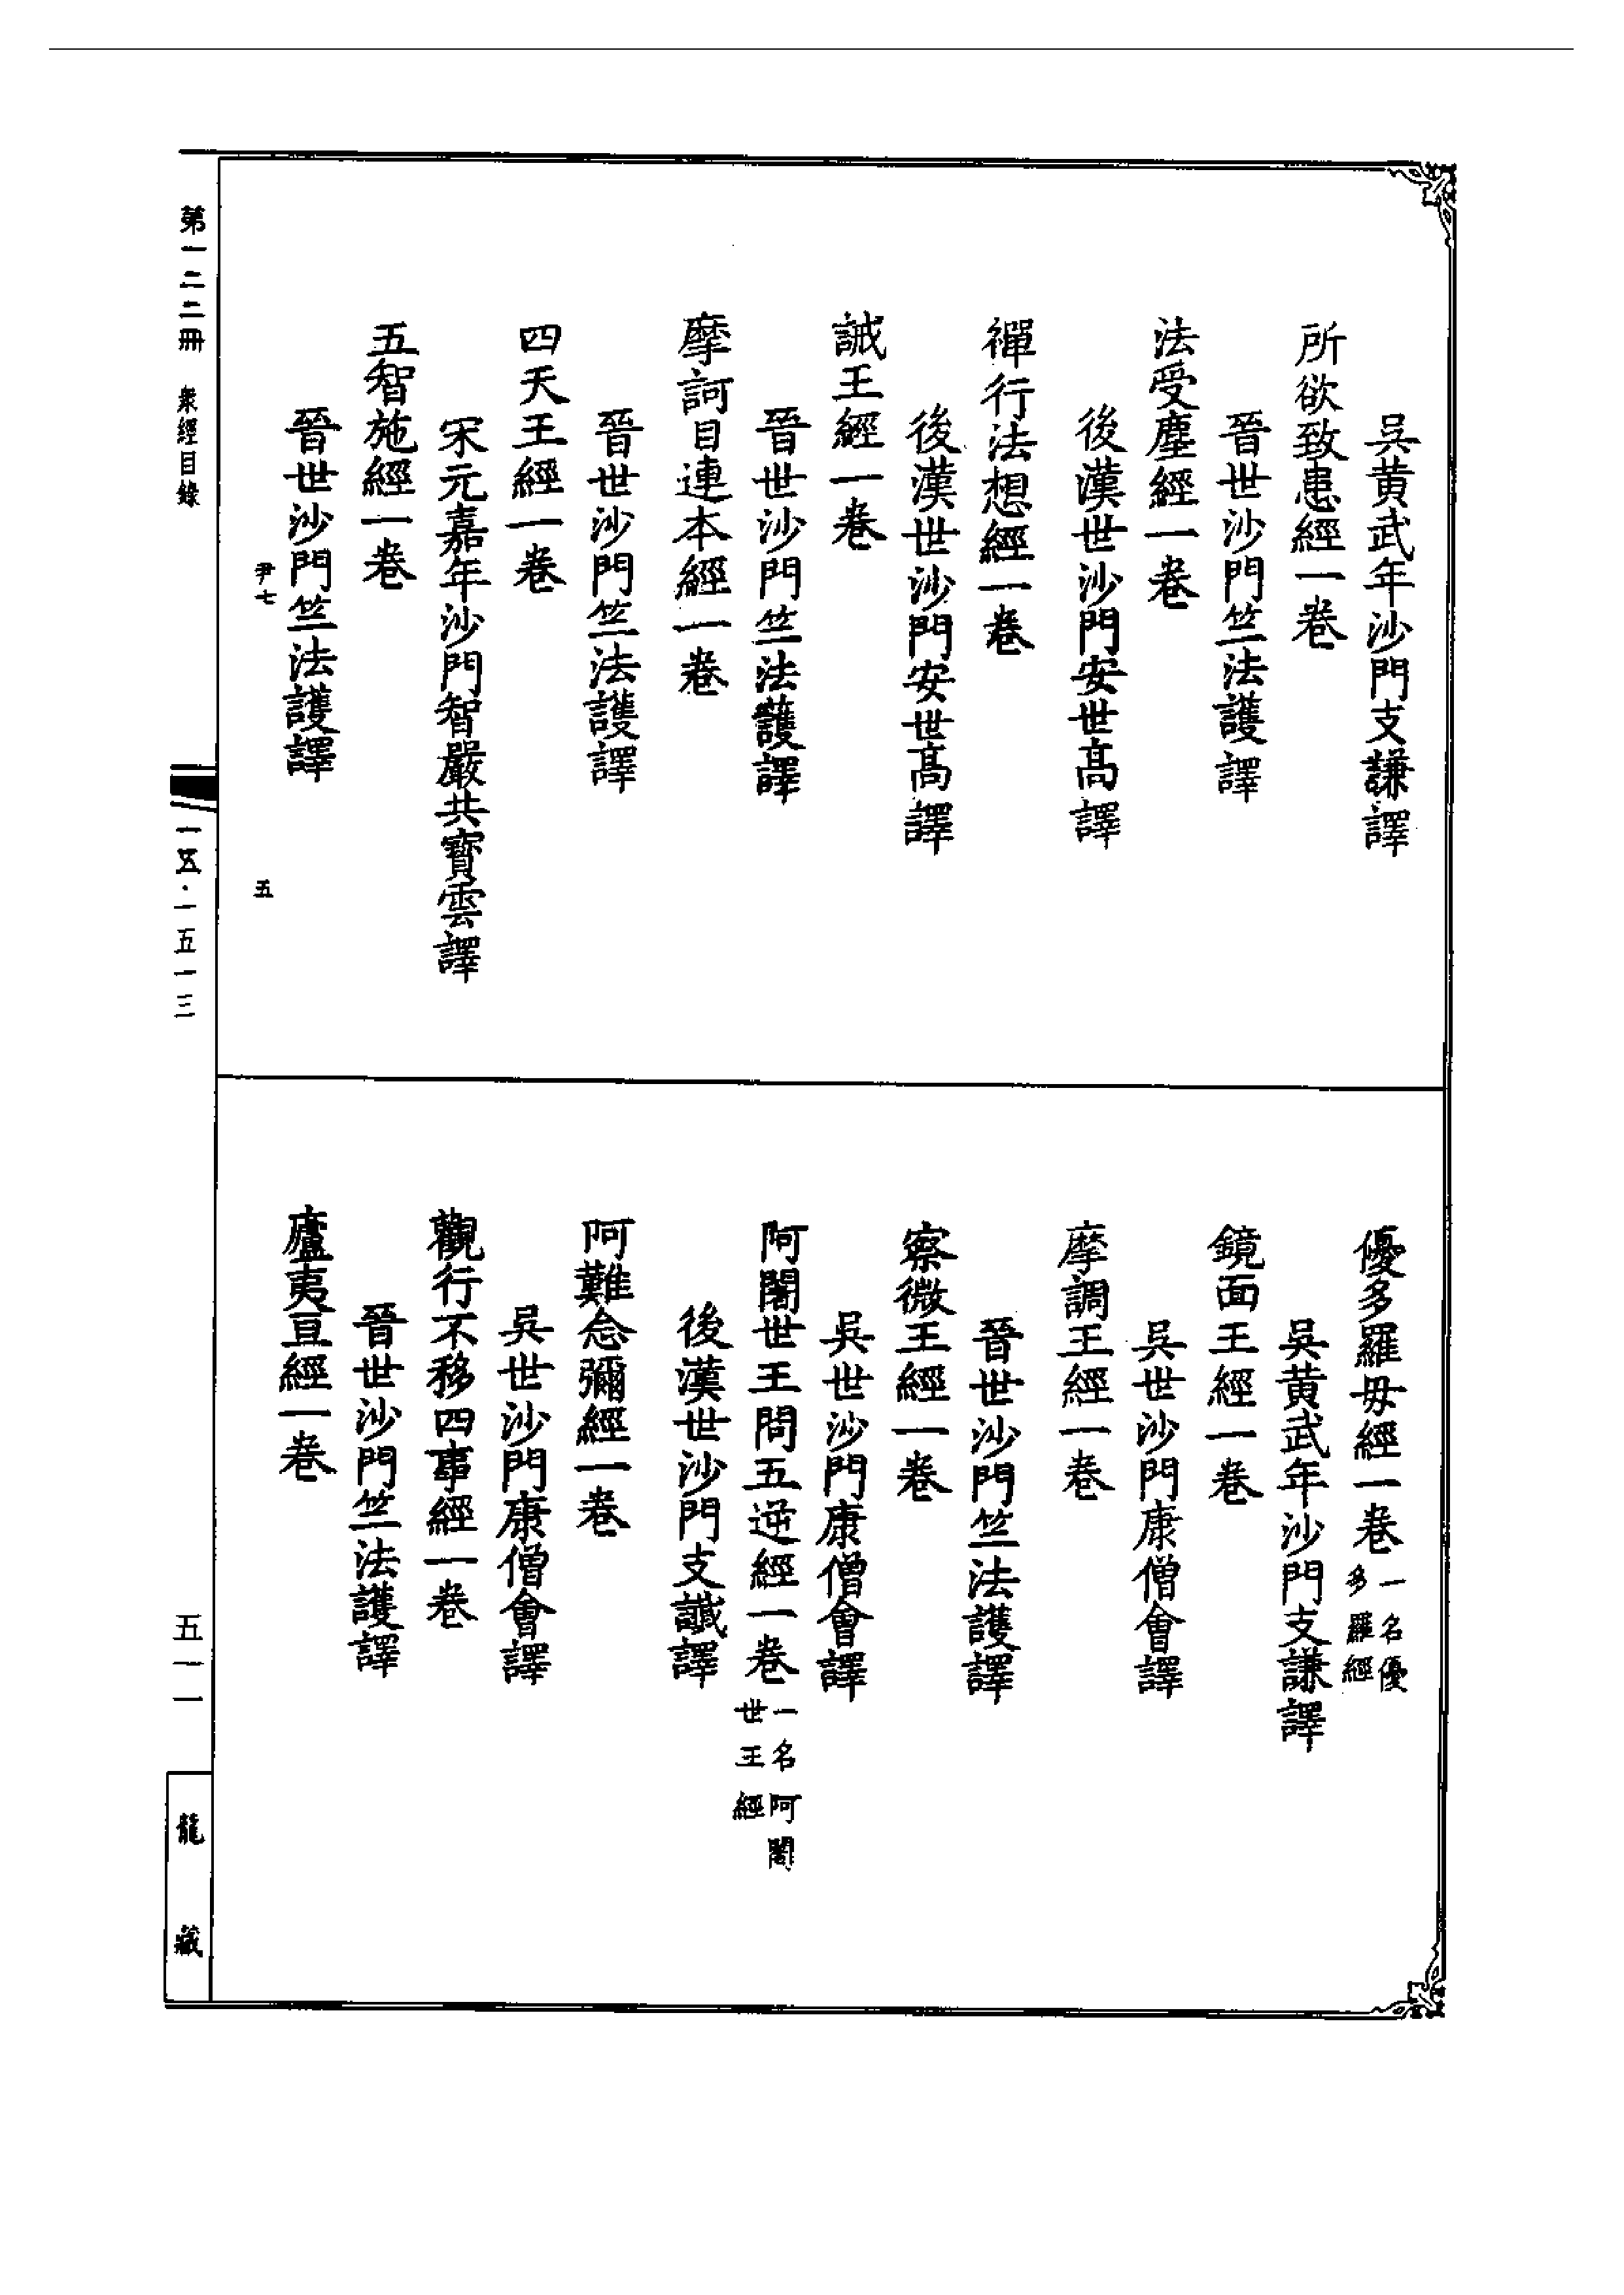 吳黃武年沙門支謙譯
所欲致患經一卷
晉世沙門竺法護譯
法受塵經一卷
後漢世沙門安世高譯
禪行法想經一卷
後漢世沙門安世高譯
誡王經一卷
晉世沙門竺法護譯
摩訶目連本經一卷
晉世沙門竺法護譯
四天王經一卷
宋元嘉年沙門智嚴共寶雲譯
五智施經一卷
晉世沙門竺法護譯
尹七 五
優多羅母經一卷 一名優
多羅經
吳黃武年沙門支謙譯
鏡面王經一卷
吳世沙門康僧會譯
摩調王經一卷
晉世沙門竺法護譯
察微王經一卷
吳世沙門康僧會譯
阿闍世王問五逆經一卷 一名阿闍
世王經
後漢世沙門支讖譯
阿難念彌經一卷
吳世沙門康僧會譯
觀行不移四事經一卷
晉世沙門竺法護譯
廬夷亘經一卷
第一二二冊 衆經目錄
一五一三
五一一
龍藏